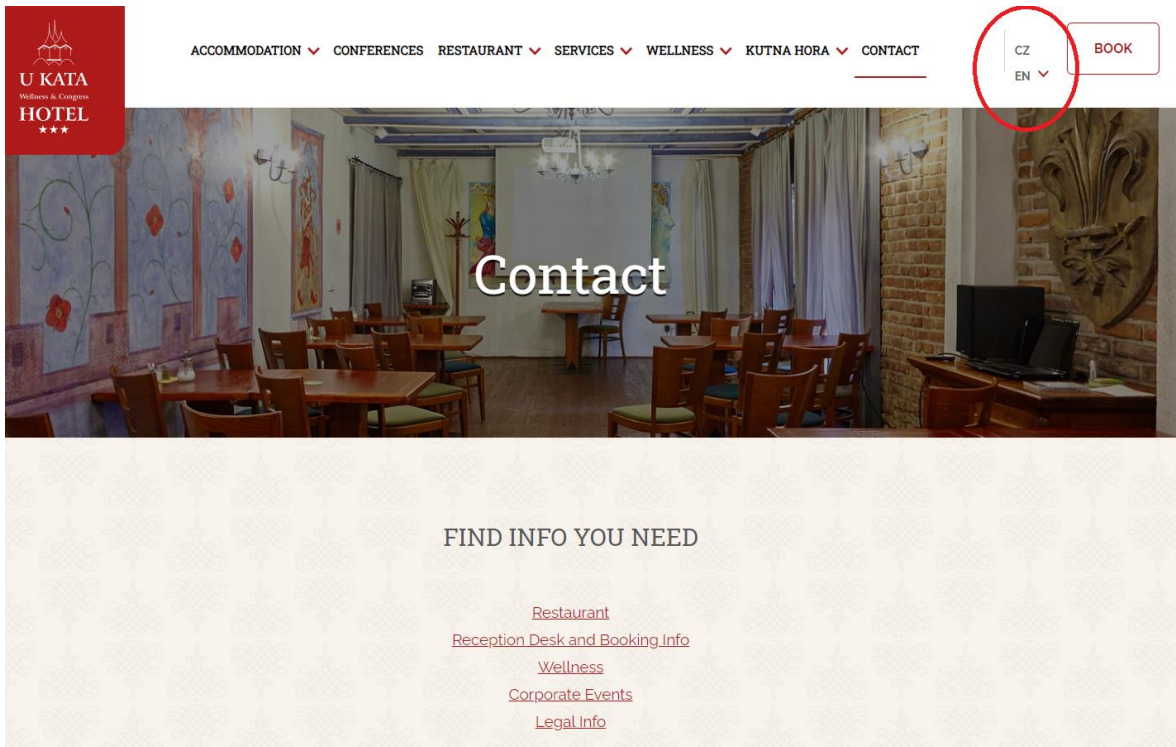 U KATA
Wellness & Congress
HOTEL
ACCOMMODATION CONFERENCES RESTAURANT SERVICES WELLNESS KUTNA HORA CONTACT
CZ
EN
BOOK
Contact
FIND INFO YOU NEED
Restaurant
Reception Desk and Booking Info
Wellness
Corporate Events
Legal Info